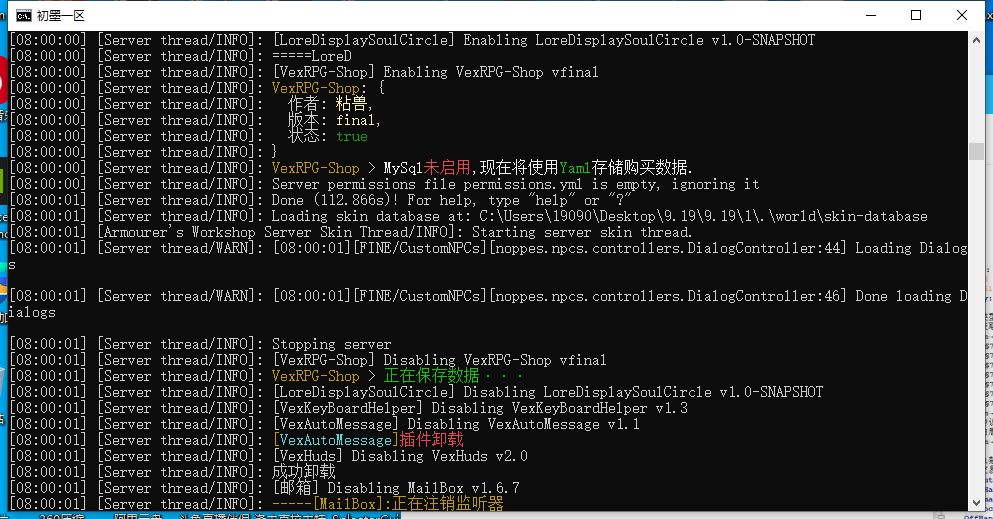 初墨一区
[08:00:00] [Server thread/INFO]: [LoreDisplaySoulCircle] Enabling LoreDisplaySoulCircle v1.0-SNAPSHOT
[08:00:00] [Server thread/INFO]: =====LoreD
[08:00:00] [Server thread/INFO]: [VexRPG-Shop] Enabling VexRPG-Shop vfinal
[08:00:00] [Server thread/INFO]: VexRPG-Shop: {
[08:00:00] [Server thread/INFO]:   作者: 粘兽,
[08:00:00] [Server thread/INFO]:   版本: final,
[08:00:00] [Server thread/INFO]:   状态: true
[08:00:00] [Server thread/INFO]: }
[08:00:00] [Server thread/INFO]: VexRPG-Shop > MySql未启用,现在将使用Yaml存储购买数据.
[08:00:00] [Server thread/INFO]: Server permissions file permissions.yml is empty, ignoring it
[08:00:01] [Server thread/INFO]: Done (112.866s)! For help, type "help" or "?"
[08:00:01] [Server thread/INFO]: Loading skin database at: C:\Users\19090\Desktop\9.19\9.19\1\.\world\skin-database
[08:00:01] [Armourer's Workshop Server Skin Thread/INFO]: Starting server skin thread.
[08:00:01] [Server thread/WARN]: [08:00:01][FINE/CustomNPCs][noppes.npcs.controllers.DialogController:44] Loading Dialog
s
[08:00:01] [Server thread/WARN]: [08:00:01][FINE/CustomNPCs][noppes.npcs.controllers.DialogController:46] Done loading D
ialogs
[08:00:01] [Server thread/INFO]: Stopping server
[08:00:01] [Server thread/INFO]: [VexRPG-Shop] Disabling VexRPG-Shop vfinal
[08:00:01] [Server thread/INFO]: VexRPG-Shop > 正在保存数据···
[08:00:01] [Server thread/INFO]: [LoreDisplaySoulCircle] Disabling LoreDisplaySoulCircle v1.0-SNAPSHOT
[08:00:01] [Server thread/INFO]: [VexKeyBoardHelper] Disabling VexKeyBoardHelper v1.3
[08:00:01] [Server thread/INFO]: [VexAutoMessage] Disabling VexAutoMessage v1.1
[08:00:01] [Server thread/INFO]: [VexAutoMessage]插件卸载
[08:00:01] [Server thread/INFO]: [VexHuds] Disabling VexHuds v2.0
[08:00:01] [Server thread/INFO]: 成功卸载
[08:00:01] [Server thread/INFO]: [邮箱] Disabling MailBox v1.6.7
[08:00:01] [Server thread/INFO]: -----[MailBox]:正在注销监听器